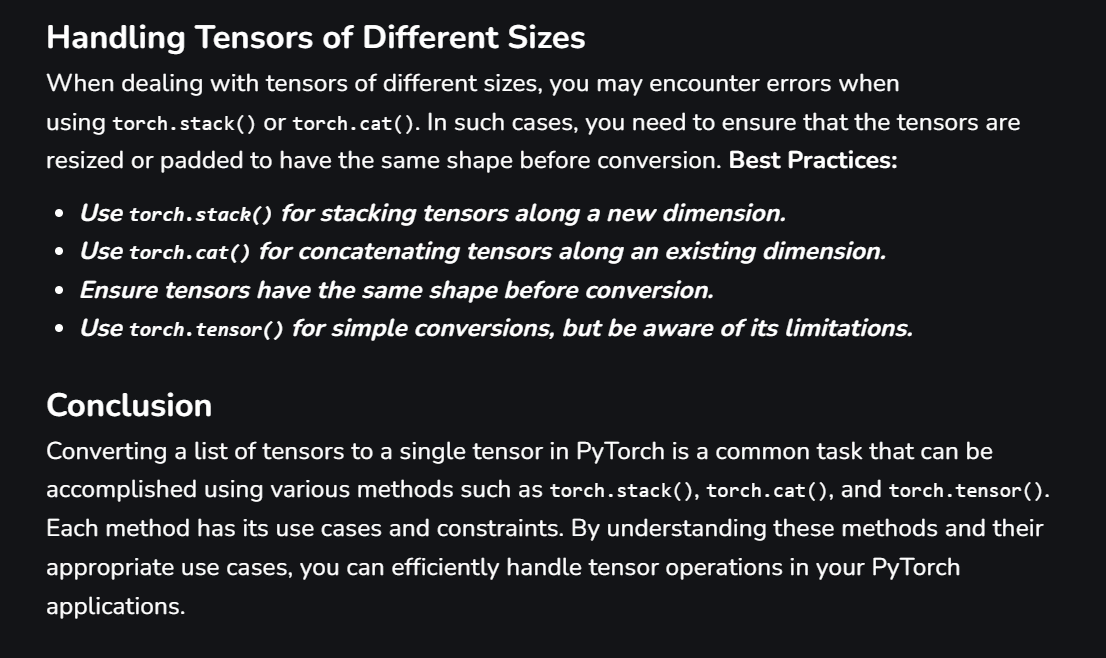 Handling Tensors of Different Sizes
When dealing with tensors of different sizes, you may encounter errors when
using torch.stack() or torch.cat(). In such cases, you need to ensure that the tensors are
resized or padded to have the same shape before conversion. Best Practices:
• Use torch.stack() for stacking tensors along a new dimension.
• Use torch.cat() for concatenating tensors along an existing dimension.
• Ensure tensors have the same shape before conversion.
• Use torch.tensor() for simple conversions, but be aware of its limitations.
Conclusion
Converting a list of tensors to a single tensor in PyTorch is a common task that can be
accomplished using various methods such as torch.stack(), torch.cat(), and torch.tensor().
Each method has its use cases and constraints. By understanding these methods and their
appropriate use cases, you can efficiently handle tensor operations in your PyTorch
applications.